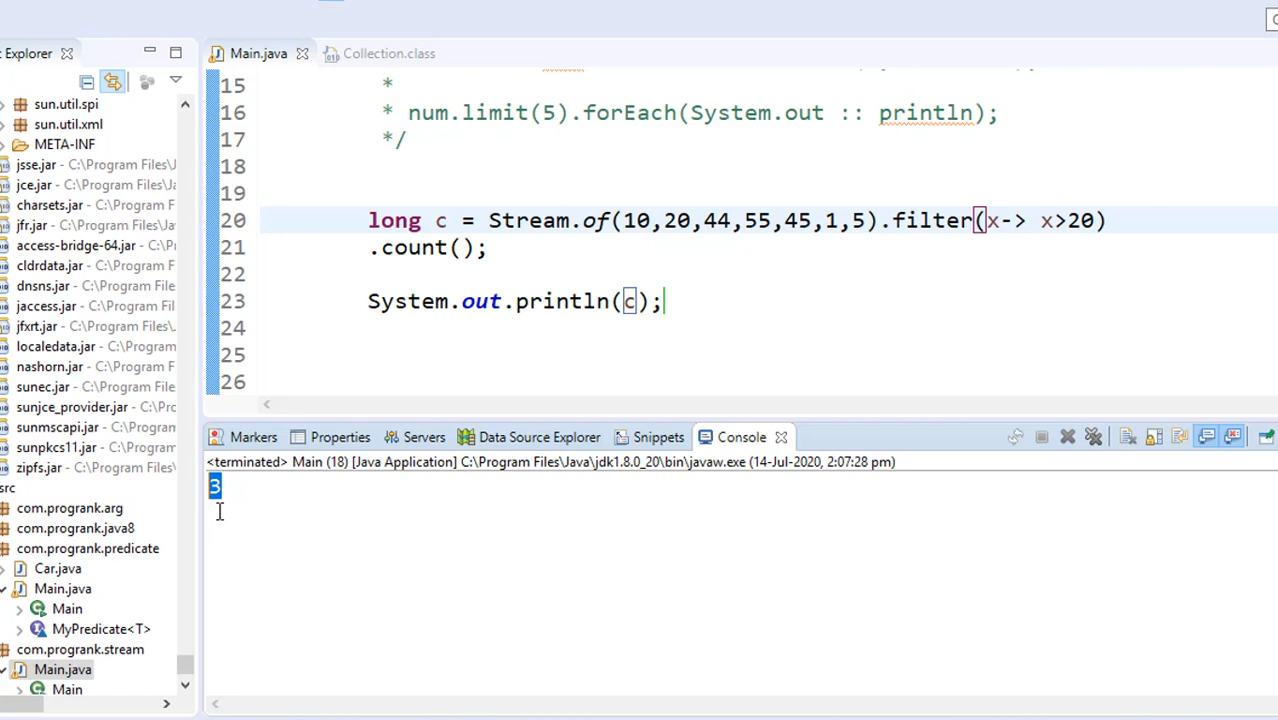 t Explorer
sun.util.spi
sun.util.xml
META-INF
jsse.jar - C:\Program Files\J
jce.jar - C:\Program Files\Ja
charsets.jar - C:\Program
jfr.jar - C:\Program Files\Ja
access-bridge-64.jar - C:\P
cldrdata.jar - C:\Program F
dnsns.jar - C:\Program File
jaccess.jar - C:\Program Fi
jfxrt.jar - C:\Program Files
localedata.jar - C:\Program
nashorn.jar - C:\Program F
sunec.jar - C:\Program Files
sunjce_provider.jar - C:\Pro
sunmscapi.jar - C:\Program
sunpkcs11.jar - C:\Program
zipfs.jar - C:\Program Files\
src
com.progrank.arg
com.progrank.java8
com.progrank.predicate
Car.java
Main.java
Main
MyPredicate<T>
com.progrank.stream
Main.java
Main
Main.java Collection.class
15 *
16 * num.limit(5).forEach(System.out :: println);
17 */
18
19
20 long c = Stream.of(10,20,44,55,45,1,5).filter(x-> x>20)
21 .count();
22
23 System.out.println(c);
24
25
26
Markers Properties Servers Data Source Explorer Snippets Console
<terminated> Main (18) [Java Application] C:\Program Files\Java\jdk1.8.0_20\bin\javaw.exe (14-Jul-2020, 2:07:28 pm)
3